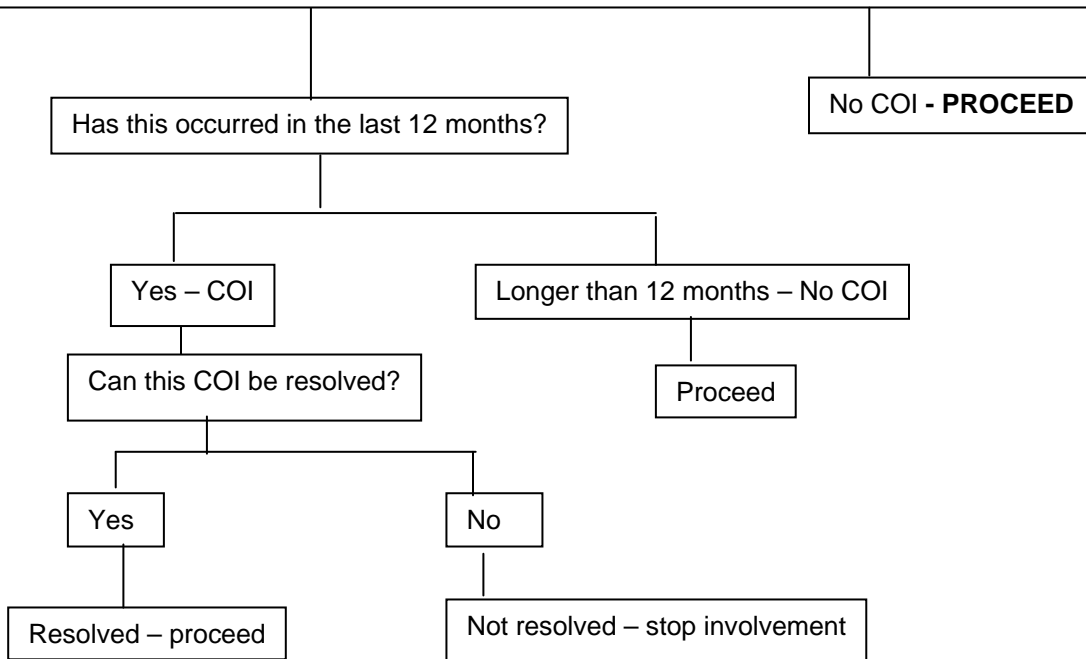 No COI - PROCEED
Has this occurred in the last 12 months?
Yes – COI
Longer than 12 months – No COI
Can this COI be resolved?
Proceed
Yes
No
Resolved – proceed
Not resolved – stop involvement